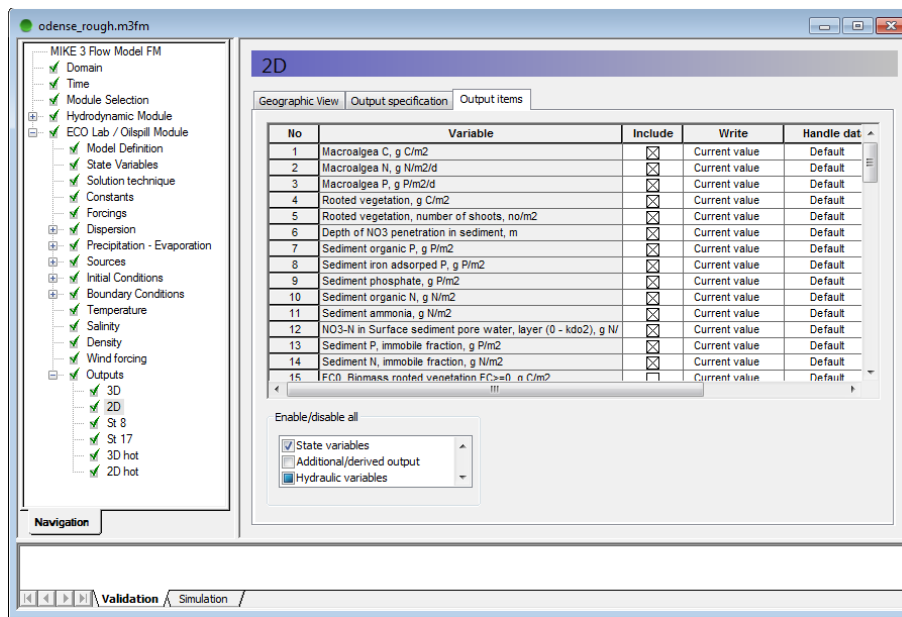 odense_rough.m3fm
MIKE 3 Flow Model FM
Domain
Time
Module Selection
Hydrodynamic Module
ECO Lab / Oilspill Module
Model Definition
State Variables
Solution technique
Constants
Forcings
Dispersion
Precipitation - Evaporation
Sources
Initial Conditions
Boundary Conditions
Temperature
Salinity
Density
Wind forcing
Outputs
3D
2D
St 8
St 17
3D hot
2D hot
Navigation
2D
Geographic View Output specification Output items
No Variable Include Write Handle dat
1 Macroalgea C, g C/m2 Current value Default
2 Macroalgea N, g N/m2/d Current value Default
3 Macroalgea P, g P/m2/d Current value Default
4 Rooted vegetation, g C/m2 Current value Default
5 Rooted vegetation, number of shoots, no/m2 Current value Default
6 Depth of NO3 penetration in sediment, m Current value Default
7 Sediment organic P, g P/m2 Current value Default
8 Sediment iron adsorped P, g P/m2 Current value Default
9 Sediment phosphate, g P/m2 Current value Default
10 Sediment organic N, g N/m2 Current value Default
11 Sediment ammonia, g N/m2 Current value Default
12 NO3-N in Surface sediment pore water, layer (0 - kdo2), g N/ Current value Default
13 Sediment P, immobile fraction, g P/m2 Current value Default
14 Sediment N, immobile fraction, g N/m2 Current value Default
15 EC0, Biomass rooted vegetation EC>=0, g C/m2 Current value Default
Enable/disable all
State variables
Additional/derived output
Hydraulic variables
Validation Simulation